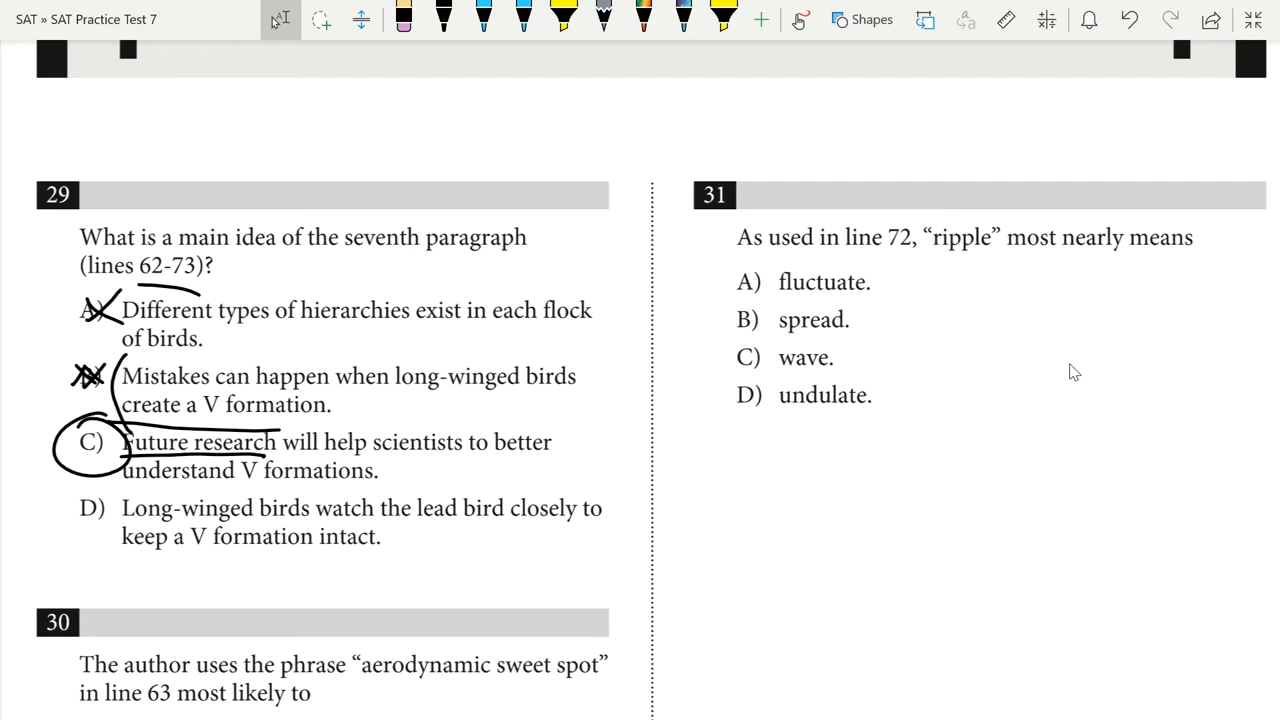 SAT » SAT Practice Test 7
Shapes
29
What is a main idea of the seventh paragraph
(lines 62-73)?
A) Different types of hierarchies exist in each flock
of birds.
B) Mistakes can happen when long-winged birds
create a V formation.
C) Future research will help scientists to better
understand V formations.
D) Long-winged birds watch the lead bird closely to
keep a V formation intact.
30
The author uses the phrase “aerodynamic sweet spot”
in line 63 most likely to
31
As used in line 72, “ripple” most nearly means
A) fluctuate.
B) spread.
C) wave.
D) undulate.